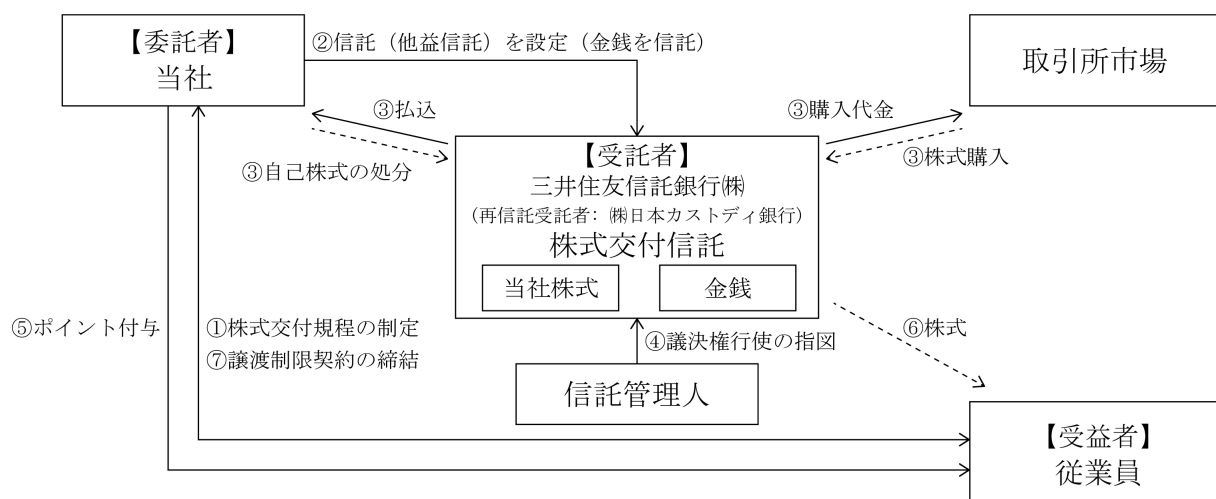 【委託者】
当社
②信託（他益信託）を設定（金銭を信託）
取引所市場
③払込
③自己株式の処分
③購入代金
③株式購入
【受託者】
三井住友信託銀行㈱
（再信託受託者：㈱日本カストディ銀行）
株式交付信託
当社株式
金銭
⑤ポイント付与
①株式交付規程の制定
⑦譲渡制限契約の締結
④議決権行使の指図
⑥株式
信託管理人
【受益者】
従業員